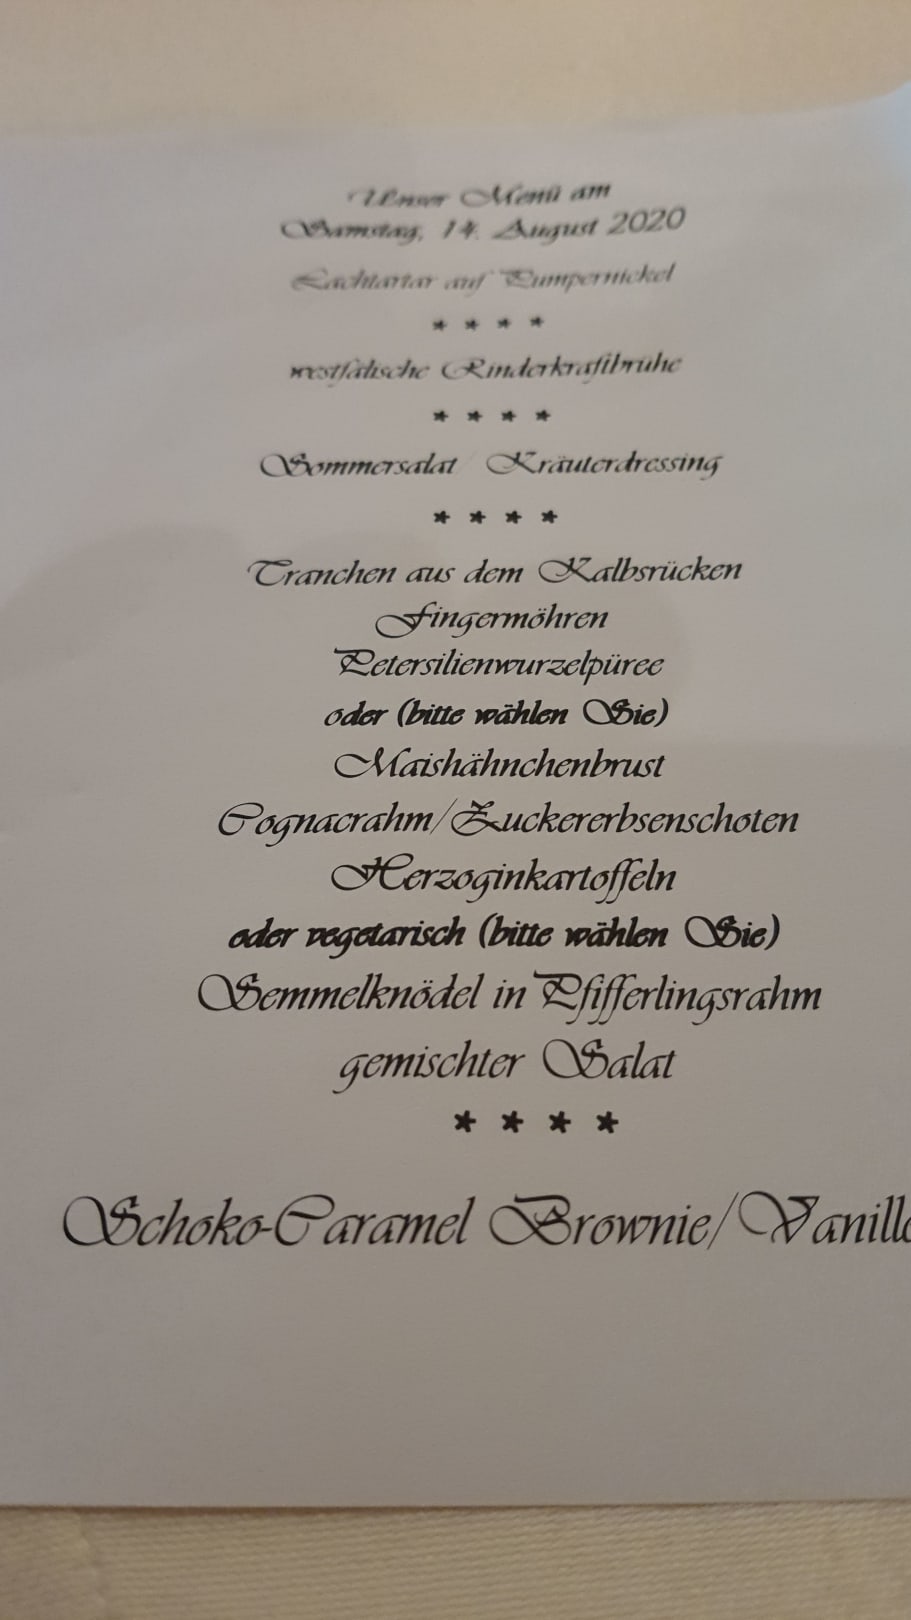 Unser Menü am
Samstag, 14. August 2020
Lachtartar auf Pumpernickel
* * * *
westfälische Rinderkraftbrühe
* * * *
Sommersalat / Kräuterdressing
* * * *
Tranchen aus dem Kalbsrücken
Fingermöhren
Petersilienwurzelpüree
oder (bitte wählen Sie)
Maishähnchenbrust
Cognacrahm/Zuckererbsenschoten
Herzoginkartoffeln
oder vegetarisch (bitte wählen Sie)
Semmelknödel in Pfifferlingsrahm
gemischter Salat
* * * *
Schoko-Caramel Brownie/